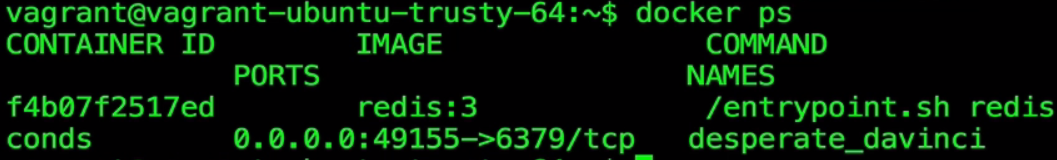 vagrant@vagrant-ubuntu-trusty-64:~$ docker ps
CONTAINER ID IMAGE COMMAND
PORTS NAMES
f4b07f2517ed redis:3 /entrypoint.sh redis
conds 0.0.0.0:49155->6379/tcp desperate_davinci